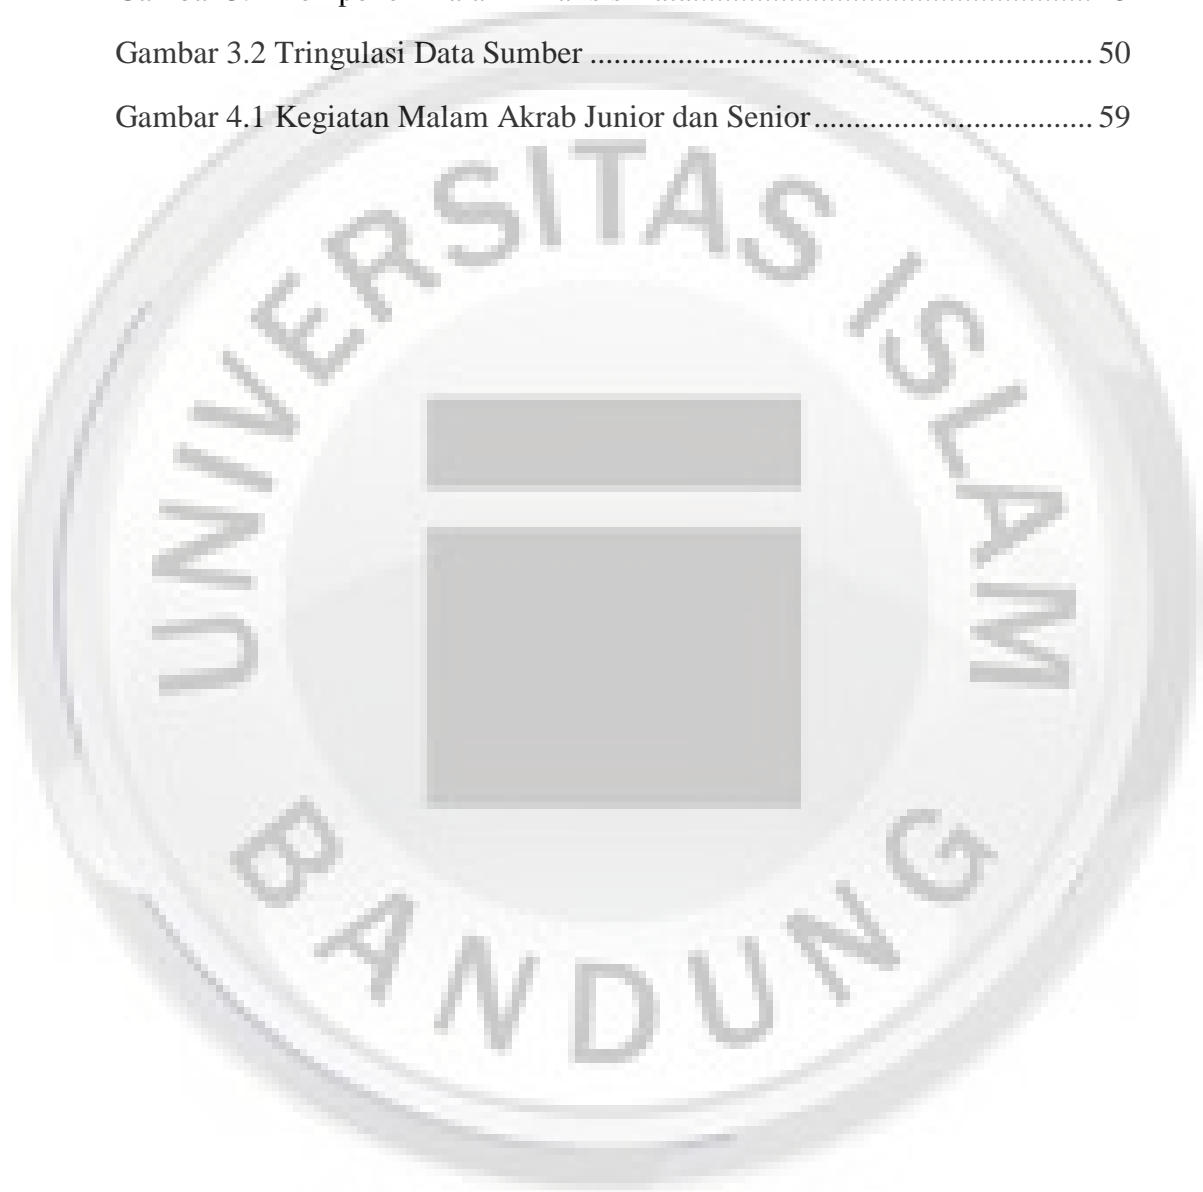 Gambar 3.2 Tringulasi Data Sumber ............................................................... 50
Gambar 4.1 Kegiatan Malam Akrab Junior dan Senior................................... 59
UNIVERSITAS ISLAM
BANDUNG